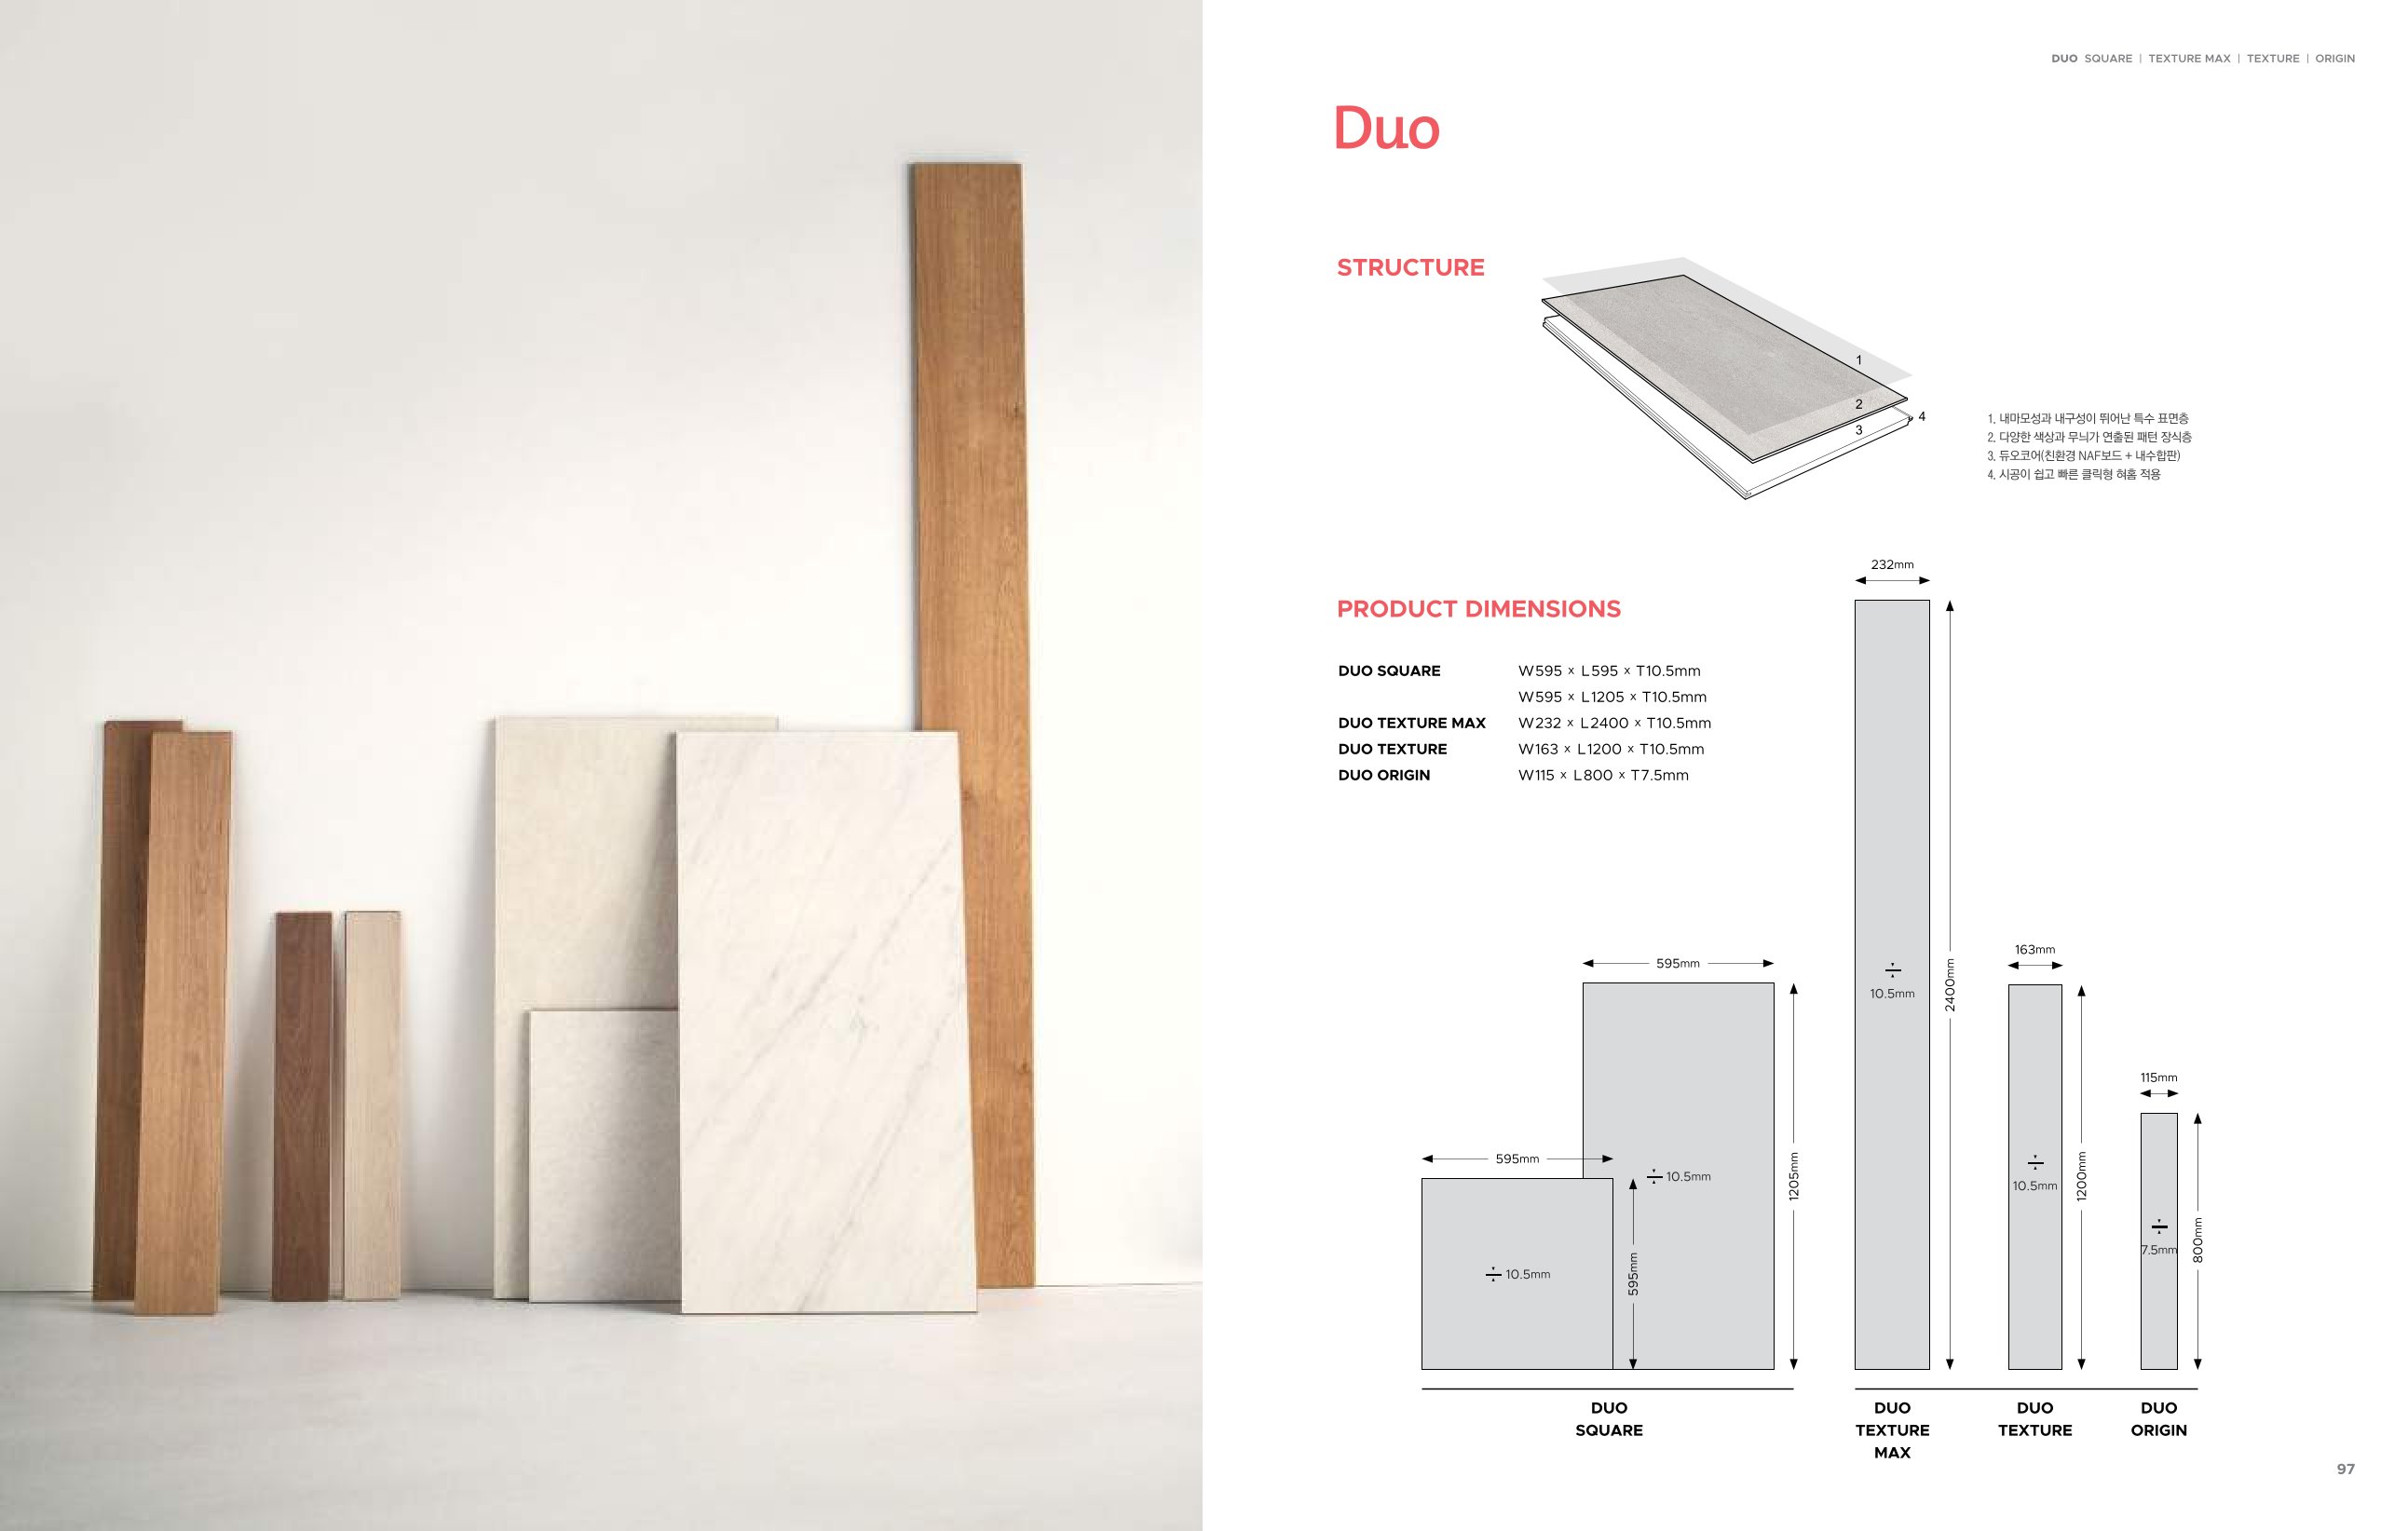 DUO SQUARE | TEXTURE MAX | TEXTURE | ORIGIN
Duo
STRUCTURE
1
2
3
4
1. 내마모성과 내구성이 뛰어난 특수 표면층
2. 다양한 색상과 무늬가 연출된 패턴 장식층
3. 듀오코어(친환경 NAF보드 + 내수합판)
4. 시공이 쉽고 빠른 클릭형 혀홈 적용
PRODUCT DIMENSIONS
DUO SQUARE W595 × L595 × T10.5mm
W595 × L1205 × T10.5mm
DUO TEXTURE MAX W232 × L2400 × T10.5mm
DUO TEXTURE W163 × L1200 × T10.5mm
DUO ORIGIN W115 × L800 × T7.5mm
595mm
595mm
10.5mm
595mm
1205mm
10.5mm
232mm
2400mm
10.5mm
163mm
1200mm
10.5mm
115mm
800mm
7.5mm
DUO
SQUARE
DUO
TEXTURE
MAX
DUO
TEXTURE
DUO
ORIGIN
97